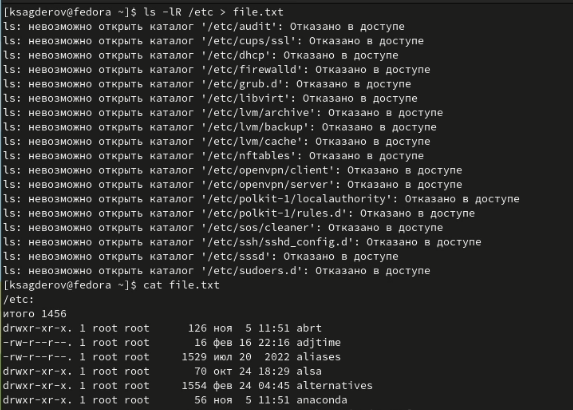 [ksagderov@fedora ~]$ ls -lR /etc > file.txt
ls: невозможно открыть каталог '/etc/audit': Отказано в доступе
ls: невозможно открыть каталог '/etc/cups/ssl': Отказано в доступе
ls: невозможно открыть каталог '/etc/dhcp': Отказано в доступе
ls: невозможно открыть каталог '/etc/firewalld': Отказано в доступе
ls: невозможно открыть каталог '/etc/grub.d': Отказано в доступе
ls: невозможно открыть каталог '/etc/libvirt': Отказано в доступе
ls: невозможно открыть каталог '/etc/lvm/archive': Отказано в доступе
ls: невозможно открыть каталог '/etc/lvm/backup': Отказано в доступе
ls: невозможно открыть каталог '/etc/lvm/cache': Отказано в доступе
ls: невозможно открыть каталог '/etc/nftables': Отказано в доступе
ls: невозможно открыть каталог '/etc/openvpn/client': Отказано в доступе
ls: невозможно открыть каталог '/etc/openvpn/server': Отказано в доступе
ls: невозможно открыть каталог '/etc/polkit-1/localauthority': Отказано в доступе
ls: невозможно открыть каталог '/etc/polkit-1/rules.d': Отказано в доступе
ls: невозможно открыть каталог '/etc/sos/cleaner': Отказано в доступе
ls: невозможно открыть каталог '/etc/ssh/sshd_config.d': Отказано в доступе
ls: невозможно открыть каталог '/etc/sssd': Отказано в доступе
ls: невозможно открыть каталог '/etc/sudoers.d': Отказано в доступе
[ksagderov@fedora ~]$ cat file.txt
/etc:
итого 1456
drwxr-xr-x. 1 root root      126 ноя  5 11:51 abrt
-rw-r--r--. 1 root root       16 фев 16 22:16 adjtime
-rw-r--r--. 1 root root     1529 июл 20  2022 aliases
drwxr-xr-x. 1 root root       70 окт 24 18:29 alsa
drwxr-xr-x. 1 root root     1554 фев 24 04:45 alternatives
drwxr-xr-x. 1 root root       56 ноя  5 11:51 anaconda